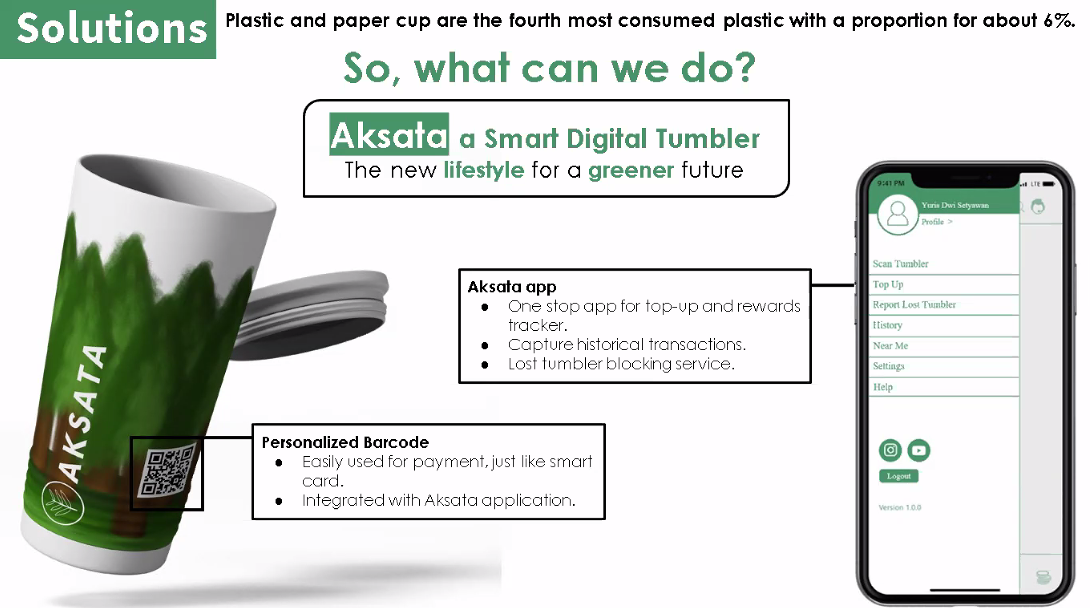 Solutions
Plastic and paper cup are the fourth most consumed plastic with a proportion for about 6%.
So, what can we do?
Aksata a Smart Digital Tumbler
The new lifestyle for a greener future
9:41 PM
LTE
Yuris Dwi Setyawan
Profile >
Scan Tumbler
Top Up
Report Lost Tumbler
History
Near Me
Settings
Help
Logout
Version 1.0.0
Aksata app
● One stop app for top-up and rewards
tracker.
● Capture historical transactions.
● Lost tumbler blocking service.
AKSATA
Personalized Barcode
● Easily used for payment, just like smart
card.
● Integrated with Aksata application.